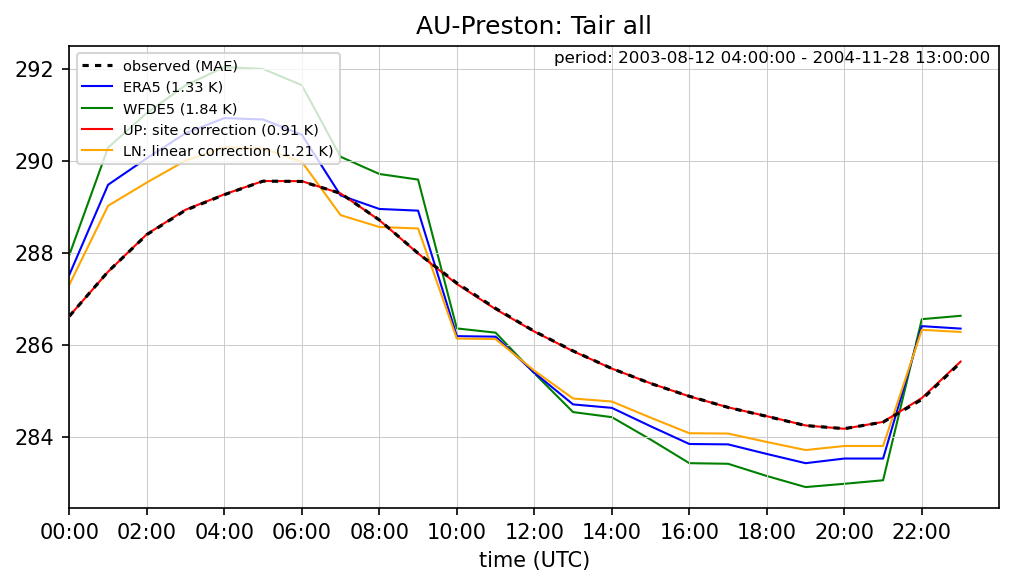 AU-Preston: Tair all
period: 2003-08-12 04:00:00 - 2004-11-28 13:00:00
observed (MAE)
ERA5 (1.33 K)
WFDE5 (1.84 K)
UP: site correction (0.91 K)
LN: linear correction (1.21 K)
292
290
288
286
284
00:00 02:00 04:00 06:00 08:00 10:00 12:00 14:00 16:00 18:00 20:00 22:00
time (UTC)